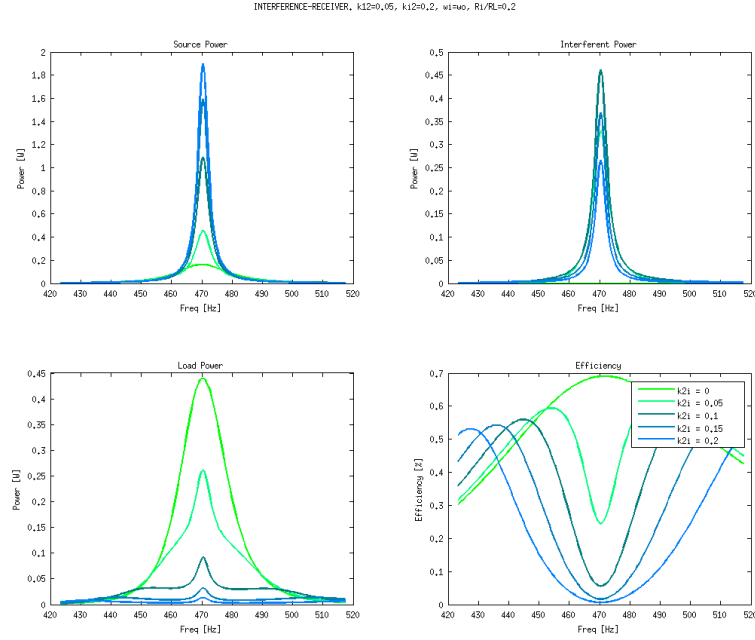 INTERFERENCE-RECEIVER, k12=0.05, ki2=0.2, wi=wo, Ri/RL=0.2
Source Power
Power [W]
2
1.8
1.6
1.4
1.2
1
0.8
0.6
0.4
0.2
0
420 430 440 450 460 470 480 490 500 510 520
Freq [Hz]
Interferent Power
Power [W]
0.5
0.45
0.4
0.35
0.3
0.25
0.2
0.15
0.1
0.05
0
420 430 440 450 460 470 480 490 500 510 520
Freq [Hz]
Load Power
Power [W]
0.45
0.4
0.35
0.3
0.25
0.2
0.15
0.1
0.05
0
420 430 440 450 460 470 480 490 500 510 520
Freq [Hz]
Efficiency
Efficiency [%]
0.7
0.6
0.5
0.4
0.3
0.2
0.1
0
420 430 440 450 460 470 480 490 500 510 520
Freq [Hz]
k2i = 0
k2i = 0.05
k2i = 0.1
k2i = 0.15
k2i = 0.2